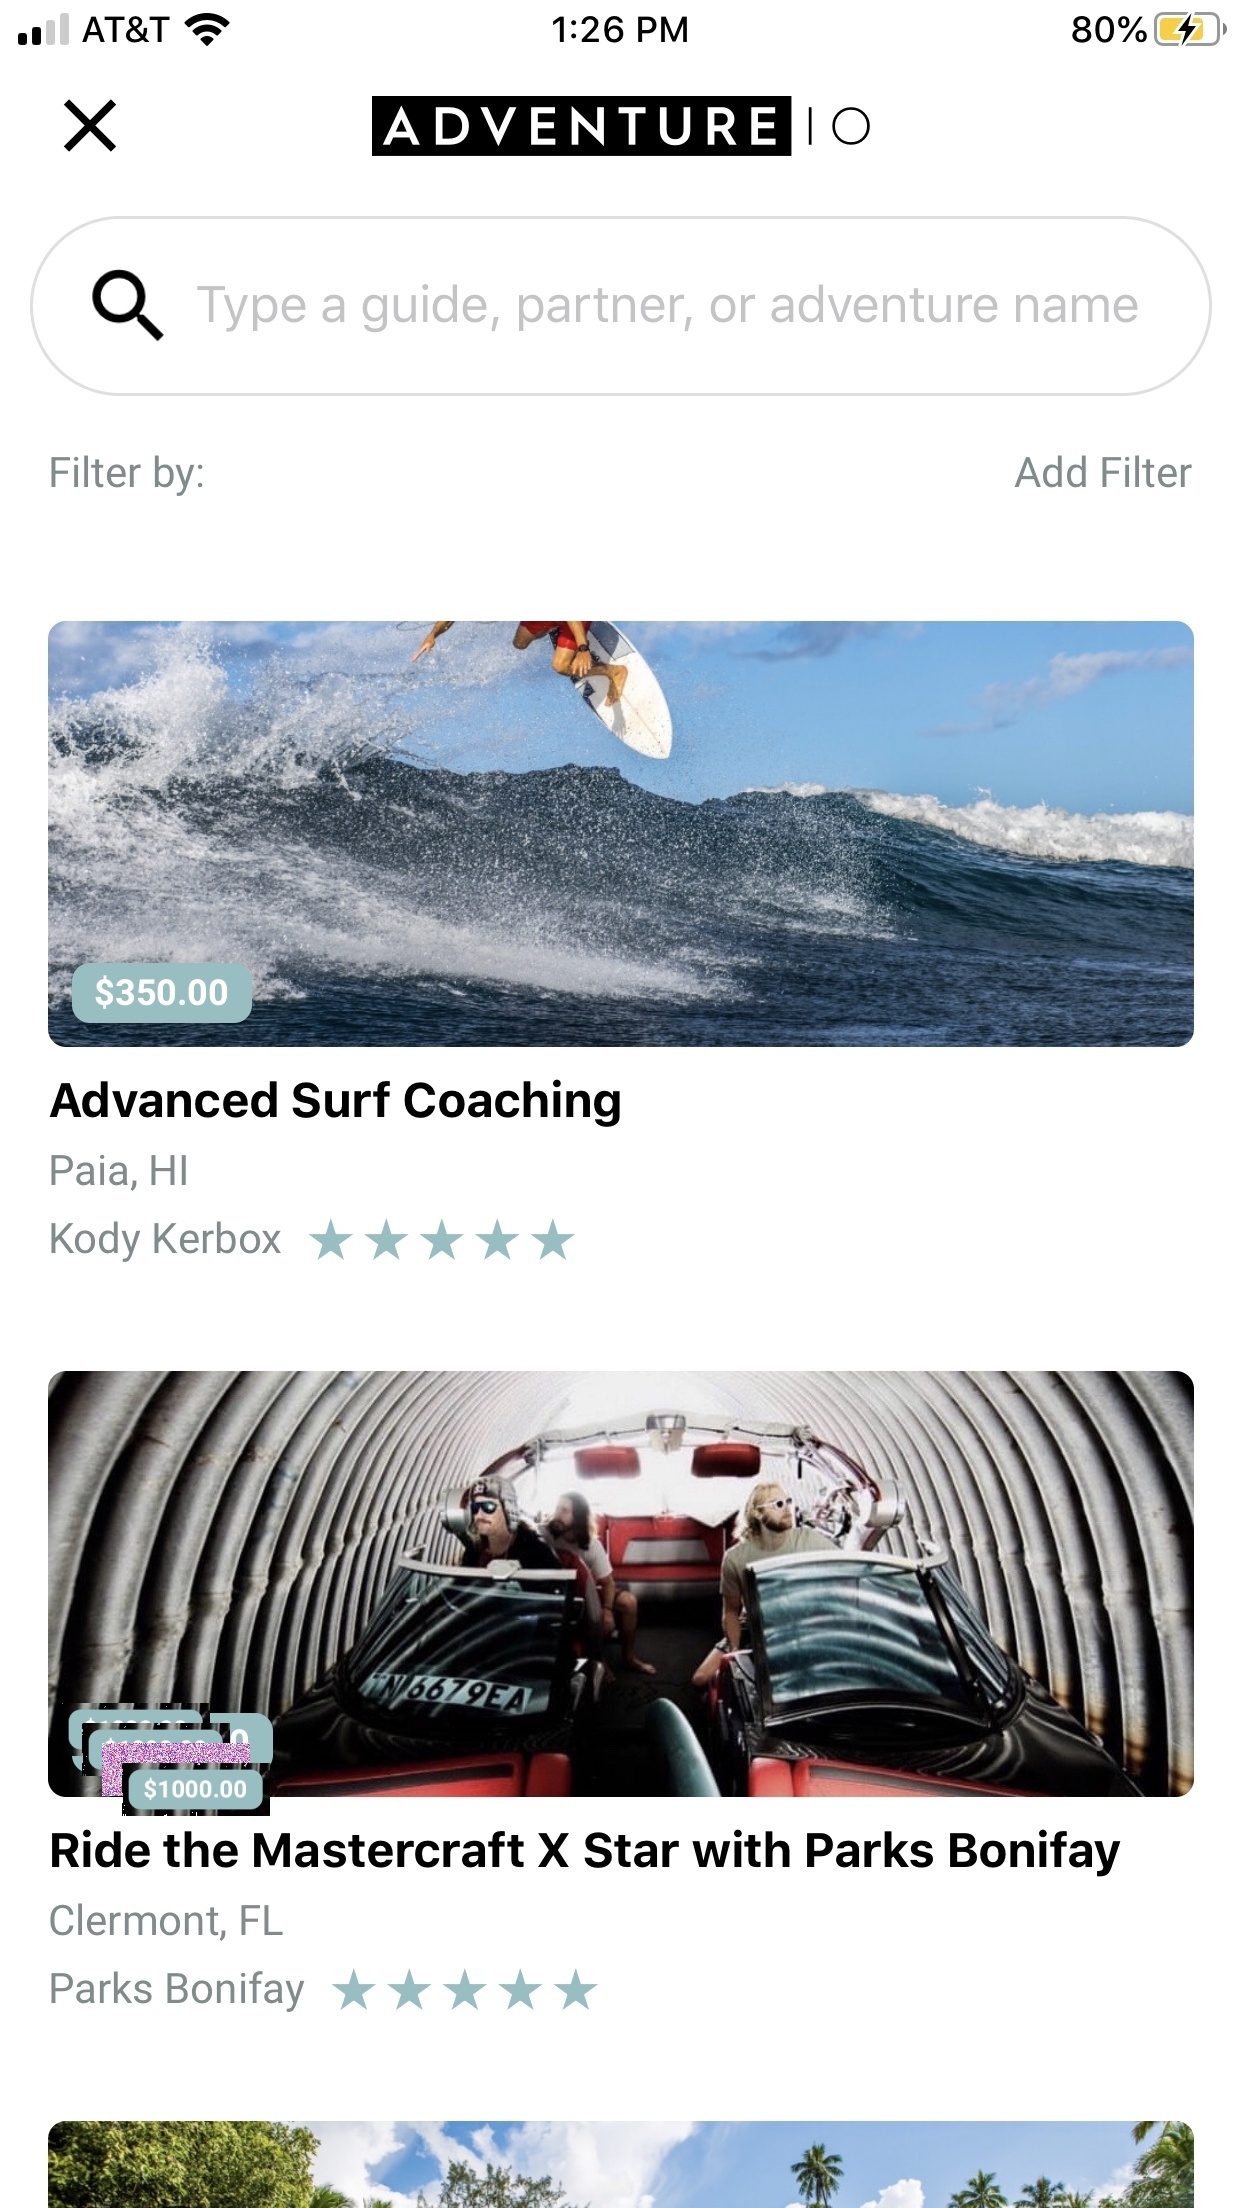 AT&T
1:26 PM
80%
ADVENTURE | O
Type a guide, partner, or adventure name
Filter by:
Add Filter
$350.00
Advanced Surf Coaching
Paia, HI
Kody Kerbox
N 6679EA
$1000.00
Ride the Mastercraft X Star with Parks Bonifay
Clermont, FL
Parks Bonifay